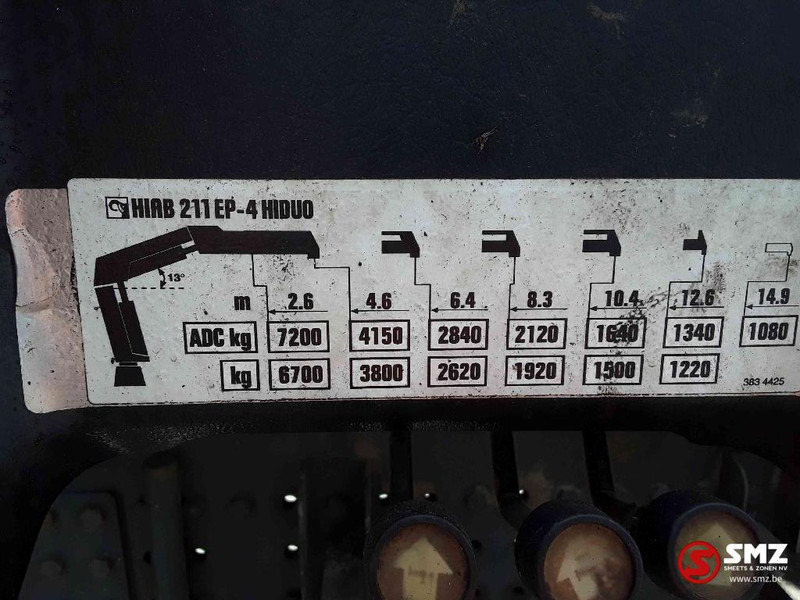 HIAB 211 EP-4 HIDUO
13°
m 2.6 4.6 6.4 8.3 10.4 12.6 14.9
ADC kg 7200 4150 2840 2120 1640 1340 1080
kg 6700 3800 2620 1920 1500 1220
383 4425
SMZ
SMEETS & ZONEN NV
www.smz.be